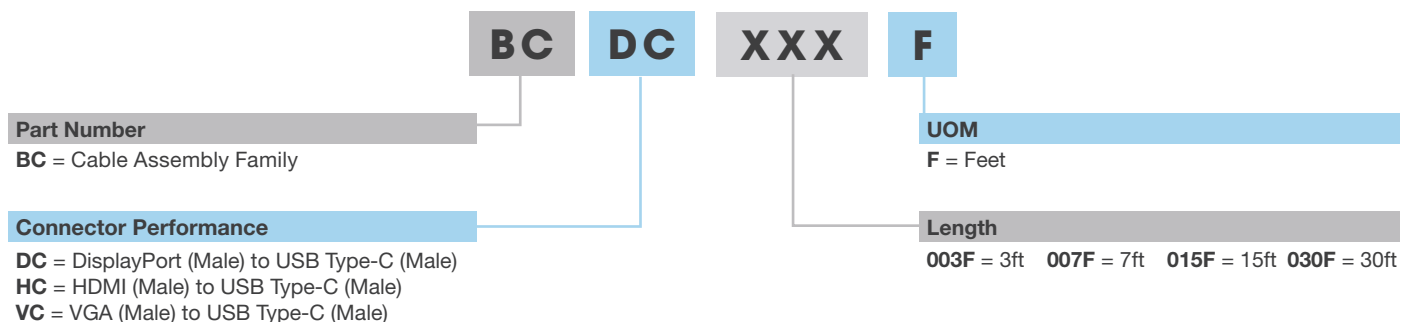 BC DC XXX F
Part Number
BC = Cable Assembly Family
UOM
F = Feet
Connector Performance
DC = DisplayPort (Male) to USB Type-C (Male)
HC = HDMI (Male) to USB Type-C (Male)
VC = VGA (Male) to USB Type-C (Male)
Length
003F = 3ft 007F = 7ft 015F = 15ft 030F = 30ft